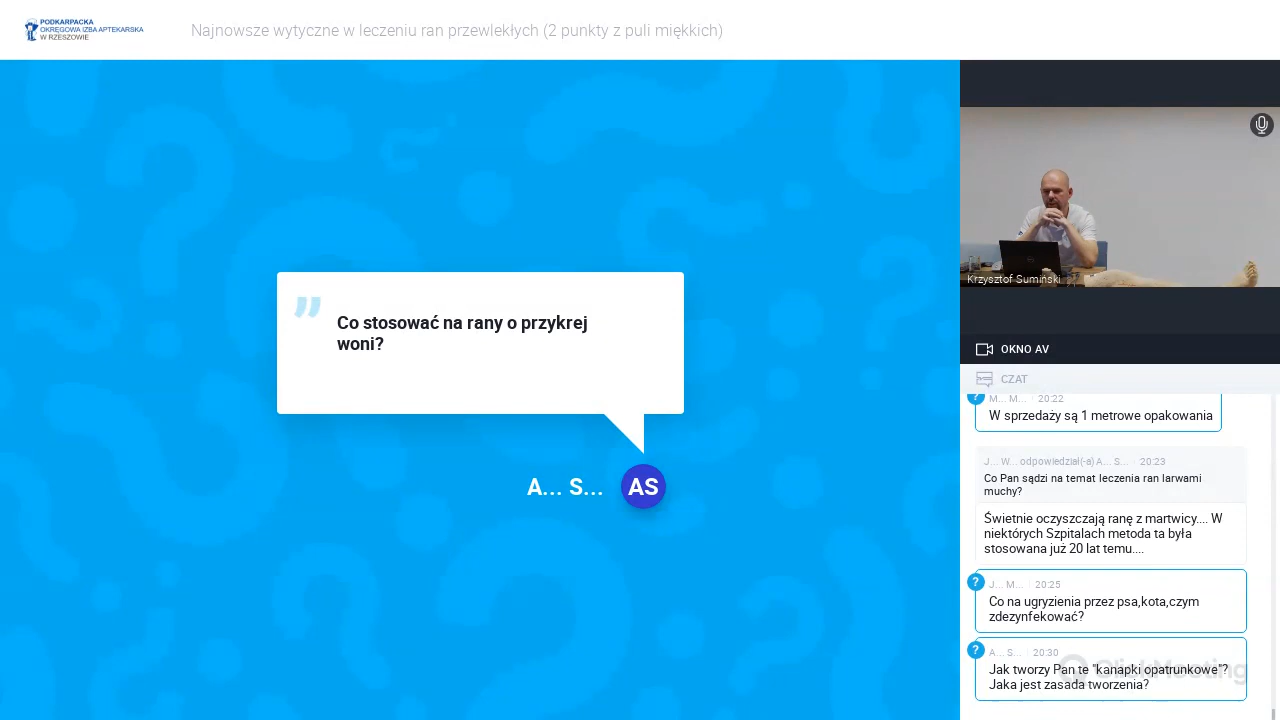 PODKARPACKA
OKRĘGOWA IZBA APTEKARSKA
W RZESZOWIE
Najnowsze wytyczne w leczeniu ran przewlekłych (2 punkty z puli miękkich)
Co stosować na rany o przykrej
woni?
A... S...
AS
Krzysztof Sumiński
OKNO AV
CZAT
M... M... 20:22
W sprzedaży są 1 metrowe opakowania
J... W... odpowiedział(-a) A... S... 20:23
Co Pan sądzi na temat leczenia ran larwami
muchy?
Świetnie oczyszczają ranę z martwicy.... W
niektórych Szpitalach metoda ta była
stosowana już 20 lat temu....
J... M... 20:25
Co na ugryzienia przez psa,kota,czym
zdezynfekować?
A... S... 20:30
Jak tworzy Pan te "kanapki opatrunkowe"?
Jaka jest zasada tworzenia?
ClickMeeting